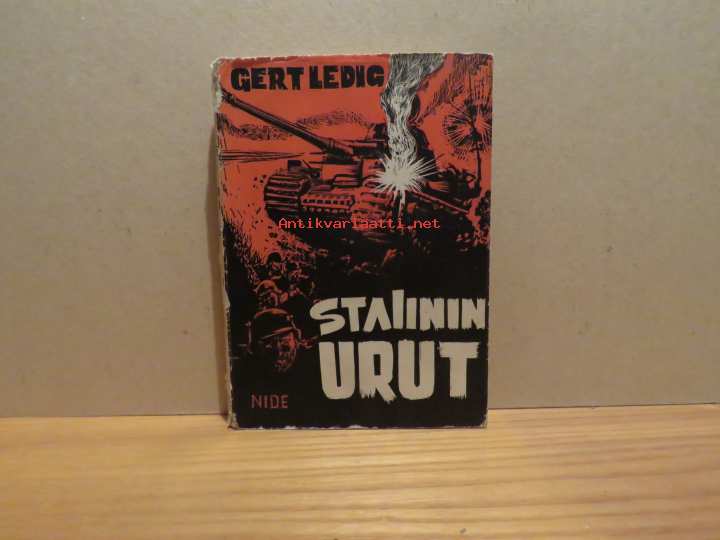 GERT LEDIG
Antikvariaatti.net
STALININ
URUT
NIDE